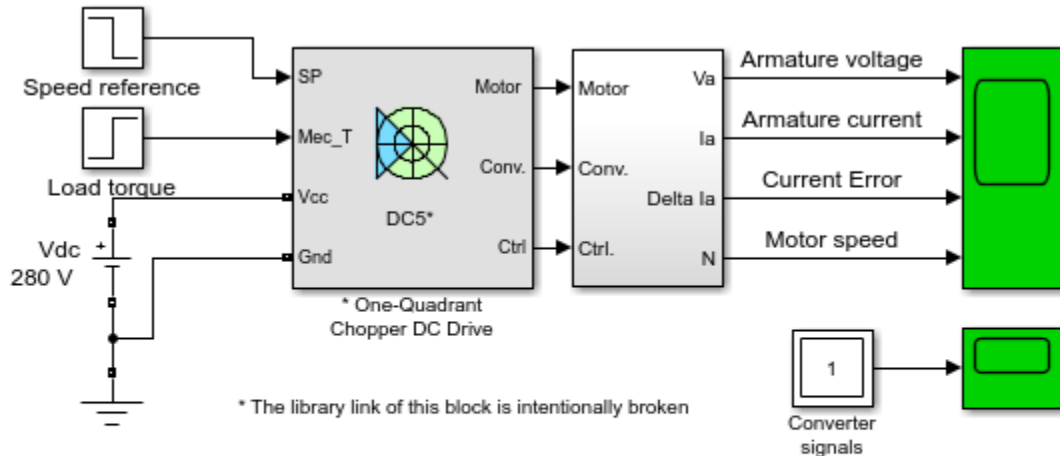 Speed reference
Load torque
Vdc
280 V
+
SP
Mec_T
Vcc
Gnd
Motor
Conv.
Ctrl
DC5*
* One-Quadrant
Chopper DC Drive
Motor
Conv.
Ctrl.
Va
Ia
Delta Ia
N
Armature voltage
Armature current
Current Error
Motor speed
1
Converter
signals
* The library link of this block is intentionally broken